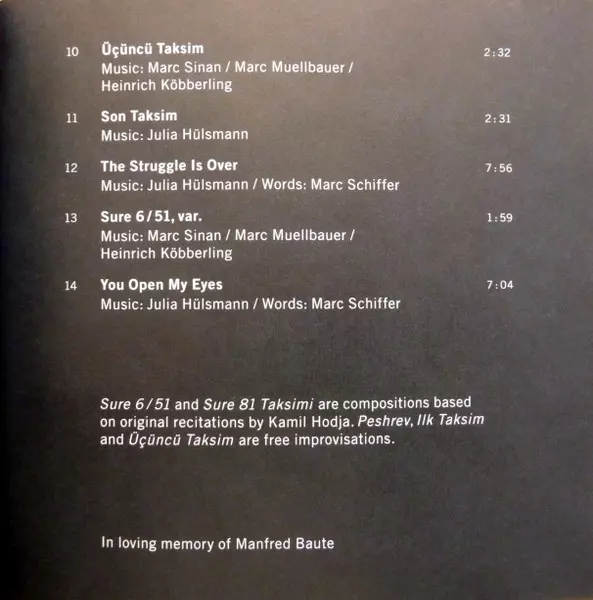 10 Üçüncü Taksim 2:32
Music: Marc Sinan / Marc Muellbauer /
Heinrich Köbberling
11 Son Taksim 2:31
Music: Julia Hülsmann
12 The Struggle Is Over 7:56
Music: Julia Hülsmann / Words: Marc Schiffer
13 Sure 6/51, var. 1:59
Music: Marc Sinan / Marc Muellbauer /
Heinrich Köbberling
14 You Open My Eyes 7:04
Music: Julia Hülsmann / Words: Marc Schiffer
Sure 6/51 and Sure 81 Taksimi are compositions based
on original recitations by Kamil Hodja. Peshrev, Ilk Taksim
and Üçüncü Taksim are free improvisations.
In loving memory of Manfred Baute